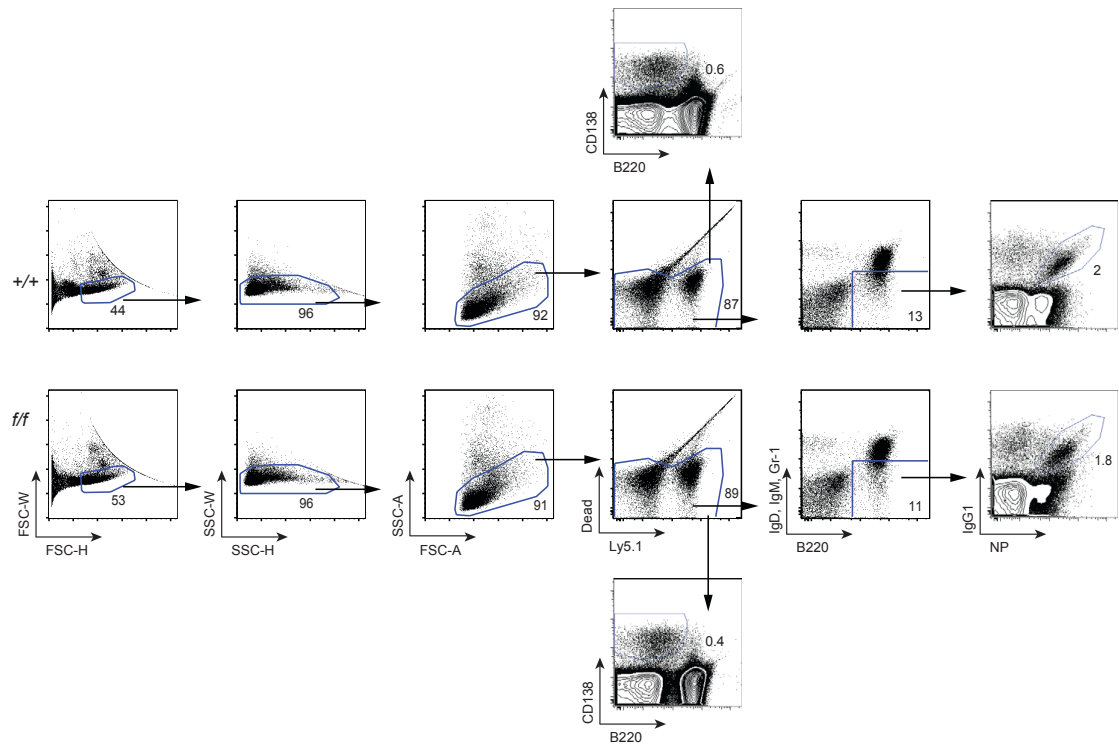 0.6
CD138
B220
+/+
44
96
92
87
13
2
f/f
53
96
91
89
11
1.8
FSC-W
FSC-H
SSC-W
SSC-H
SSC-A
FSC-A
Dead
Ly5.1
IgD, IgM, Gr-1
B220
IgG1
NP
0.4
CD138
B220